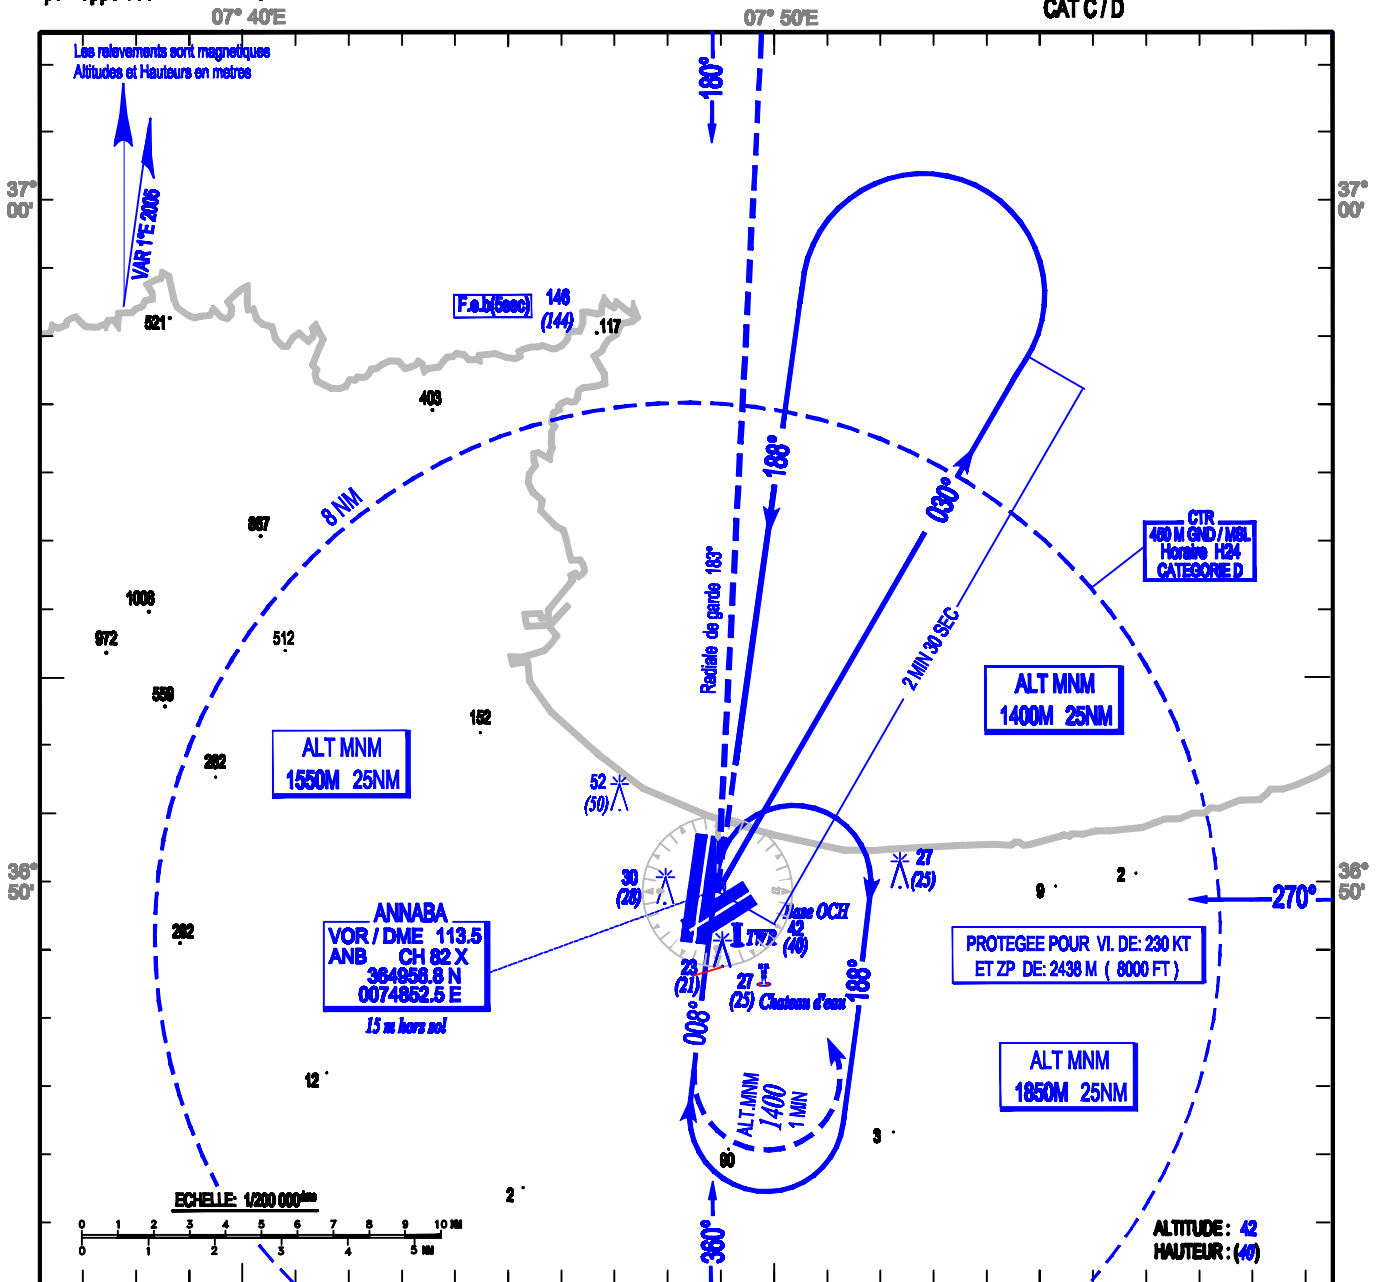 07° 40'E
07° 50'E
CAT C / D
Les relevements sont magnetiques
Altitudes et Hauteurs en metres
180°
37°
00'
37°
00'
VAR 1°E 2005
F.e.b(5sec)
146
(144)
117
521
403
188°
030°
8 NM
867
CTR
450 M GND / MSL
Horaire H24
CATEGORIE D
Radiale de garde 183°
1008
972
512
2 MIN 30 SEC
559
152
ALT MNM
1400M 25NM
262
ALT MNM
1550M 25NM
52
(50)
36°
50'
36°
50'
30
(28)
27
(25)
9
2
270°
ANNABA
VOR / DME 113.5
ANB CH 82 X
364956.8 N
0074852.5 E
15 m hors sol
OCH
42
(40)
TWR
282
PROTEGEE POUR VI. DE: 230 KT
ET ZP DE: 2438 M ( 8000 FT )
23
(21)
27
(25) Chateau d'eau
188°
008°
ALT MNM
1850M 25NM
12
ALT.MNM
1400
1 MIN
3
90
2
ECHELLE: 1/200 000ème
0 1 2 3 4 5 6 7 8 9 10 KM
0 1 2 3 4 5 NM
360°
ALTITUDE : 42
HAUTEUR : (40)